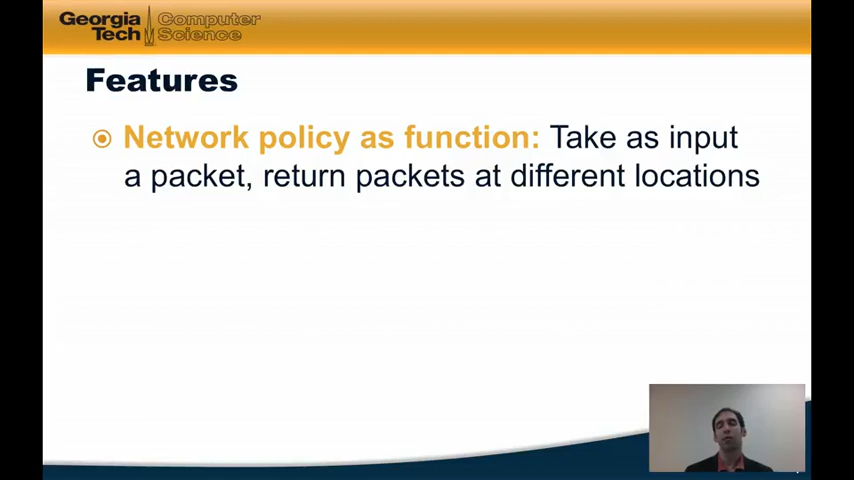 Georgia Tech
Computer Science
Features
Network policy as function: Take as input
a packet, return packets at different locations